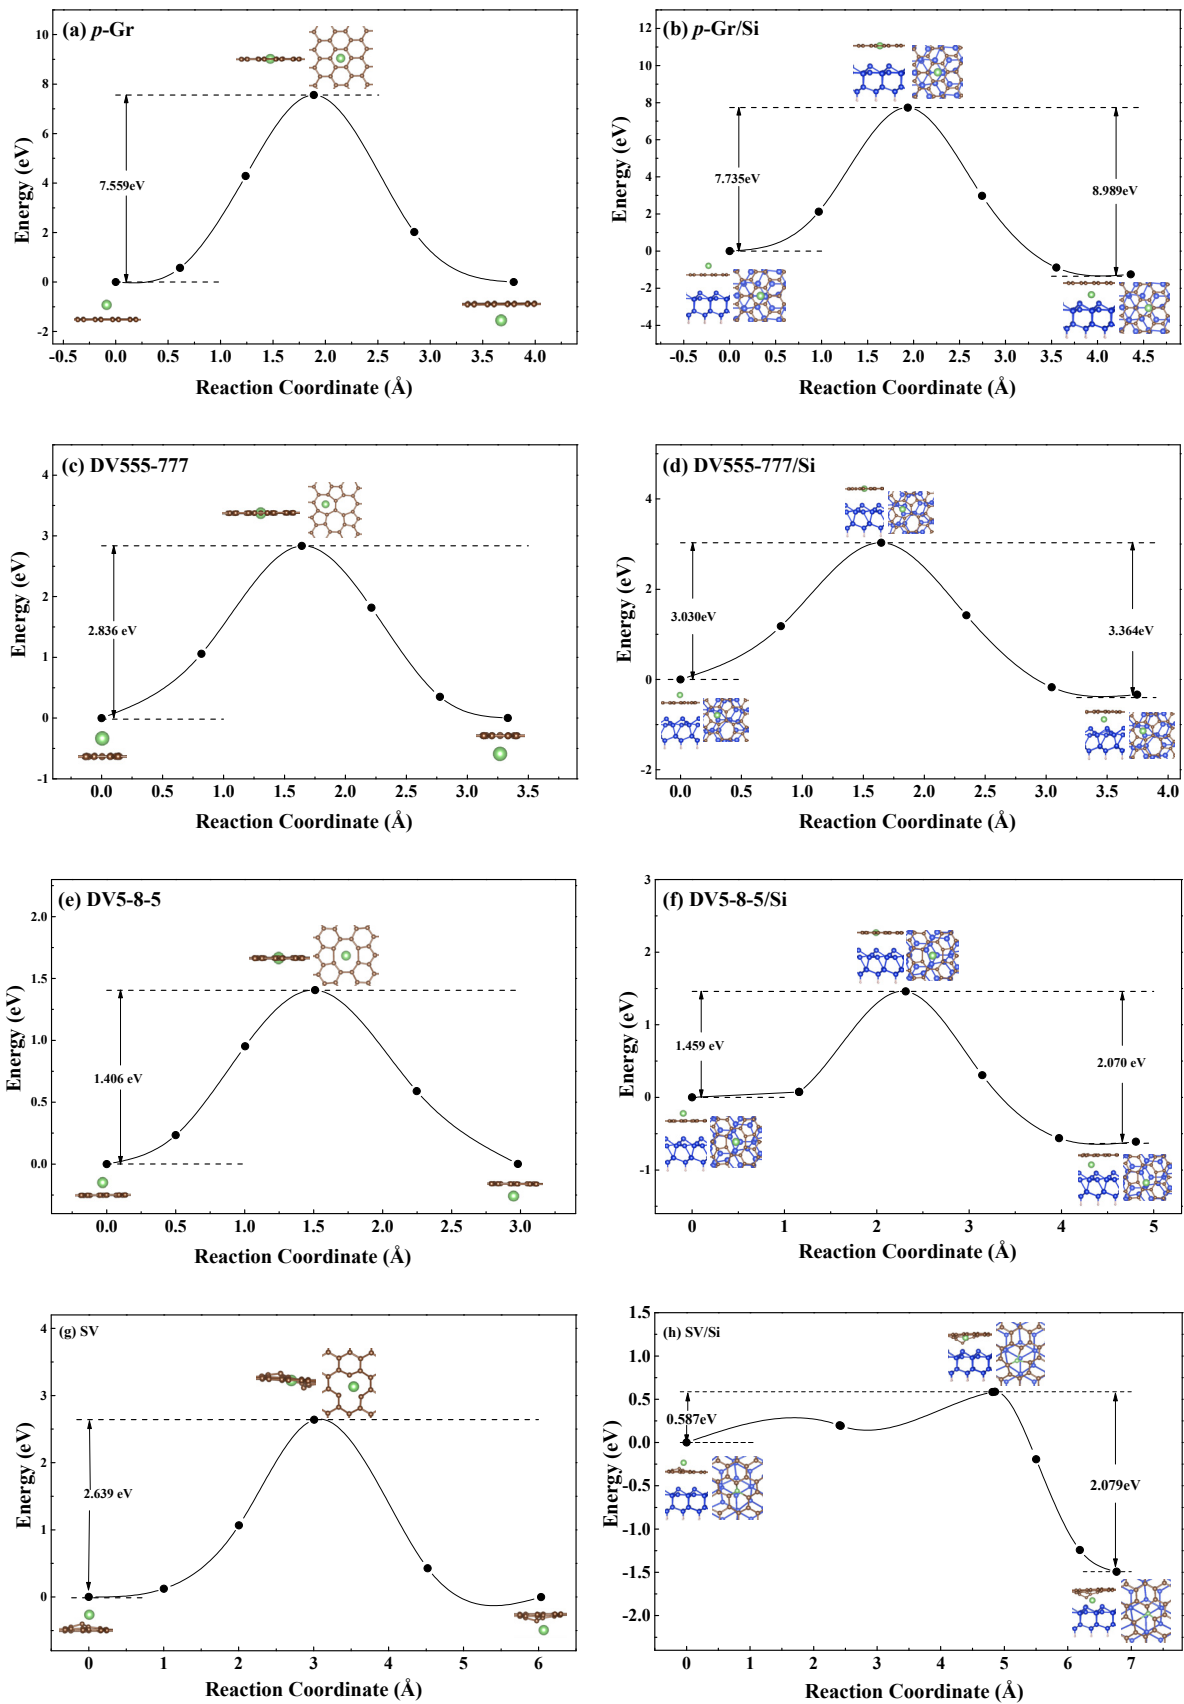 (a) p-Gr
Energy (eV)
10
8
6
4
2
0
-2
7.559eV
-0.5 0.0 0.5 1.0 1.5 2.0 2.5 3.0 3.5 4.0
Reaction Coordinate (Å)
(b) p-Gr/Si
Energy (eV)
12
10
8
6
4
2
0
-2
-4
7.735eV
8.989eV
-0.5 0.0 0.5 1.0 1.5 2.0 2.5 3.0 3.5 4.0 4.5
Reaction Coordinate (Å)
(c) DV555-777
Energy (eV)
4
3
2
1
0
-1
2.836 eV
0.0 0.5 1.0 1.5 2.0 2.5 3.0 3.5
Reaction Coordinate (Å)
(d) DV555-777/Si
Energy (eV)
4
2
0
-2
3.030eV
3.364eV
0.0 0.5 1.0 1.5 2.0 2.5 3.0 3.5 4.0
Reaction Coordinate (Å)
(e) DV5-8-5
Energy (eV)
2.0
1.5
1.0
0.5
0.0
1.406 eV
0.0 0.5 1.0 1.5 2.0 2.5 3.0
Reaction Coordinate (Å)
(f) DV5-8-5/Si
Energy (eV)
3
2
1
0
-1
1.459 eV
2.070 eV
0 1 2 3 4 5
Reaction Coordinate (Å)
(g) SV
Energy (eV)
4
3
2
1
0
2.639 eV
0 1 2 3 4 5 6
Reaction Coordinate (Å)
(h) SV/Si
Energy (eV)
1.5
1.0
0.5
0.0
-0.5
-1.0
-1.5
-2.0
0.587eV
2.079eV
0 1 2 3 4 5 6 7
Reaction Coordinate (Å)